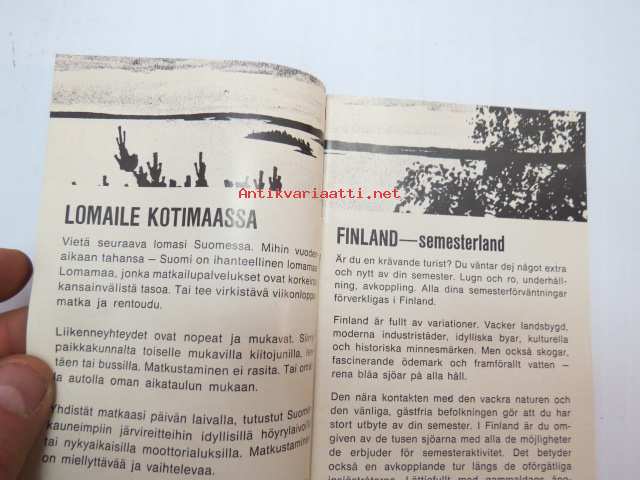 Antikvariaatti.net
LOMAILE KOTIMAASSA
Vietä seuraava lomasi Suomessa. Mihin vuoden
aikaan tahansa – Suomi on ihanteellinen lomamaa
Lomamaa, jonka matkailupalvelukset ovat korkeinta
kansainvälistä tasoa. Tai tee virkistävä viikonloppu
matka ja rentoudu.
Liikenneyhteydet ovat nopeat ja mukavat. Siirry
paikkakunnalta toiselle mukavilla kiitojunilla,
täen tai bussilla. Matkustaminen ei rasita. Tai
la autolla oman aikataulun mukaan.
Yhdistät matkaasi päivän laivalla, tutustut Suomen
kauneimpiin järvireitteihin idyllisillä höyrylaivoilla
tai nykyaikaisilla moottorialuksilla. Matkustaminen
on miellyttävää ja vaihtelevaa.
FINLAND—semesterland
Är du en krävande turist? Du väntar dej något extra
och nytt av din semester. Lugn och ro, underhåll-
ning, avkoppling. Alla dina semesterförväntningar
förverkligas i Finland.
Finland är fullt av variationer. Vacker landsbygd,
moderna industristäder, idylliska byar, kulturella
och historiska minnesmärken. Men också skogar,
fascinerande ödemark och framförallt vatten –
rena blåa sjöar på alla håll.
Den nära kontakten med den vackra naturen och
den vänliga, gästfria befolkningen gör att du har
stort utbyte av din semester. I Finland är du om-
given av de tusen sjöarna med alla de möjligheter
de erbjuder för semesteraktivitet. Det betyder
också en avkopplande tur längs de oförgätliga